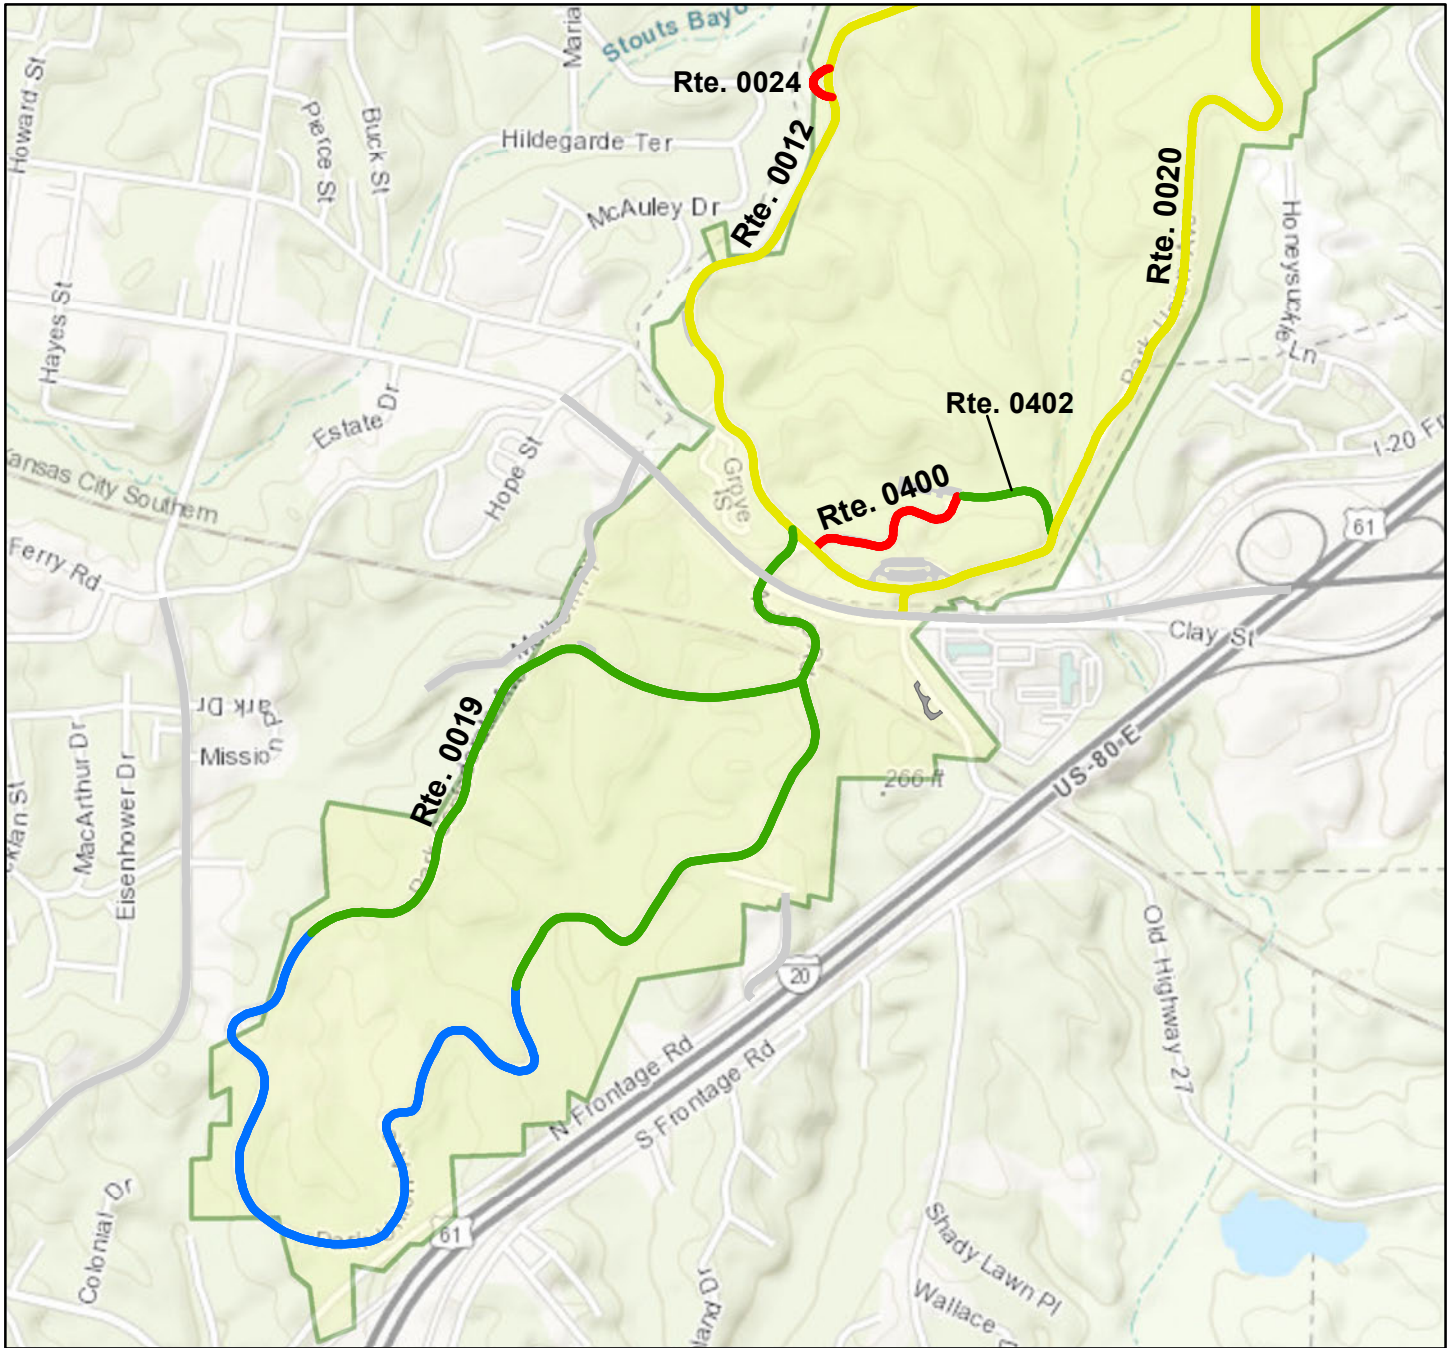 Stouts Bayo
Maria
Rte. 0024
Howard St
Pierce St
Buck St
Hildegarde Ter
Rte. 0012
McAuley Dr
Rte. 0020
Honeysuckle Ln
Hayes St
Estate Dr
Rte. 0402
I-20 Fr
Hope St
Grove St
Rte. 0400
Kansas City Southern
61
Ferry Rd
Clay St
Park Dr
Mission
Rte. 0019
MacArthur Dr
Eisenhower Dr
US-80-E
266 ft
Old Highway 27
20
N Frontage Rd
S Frontage Rd
Colonial Dr
61
Shady Lawn Pl
Wallace
land Dr